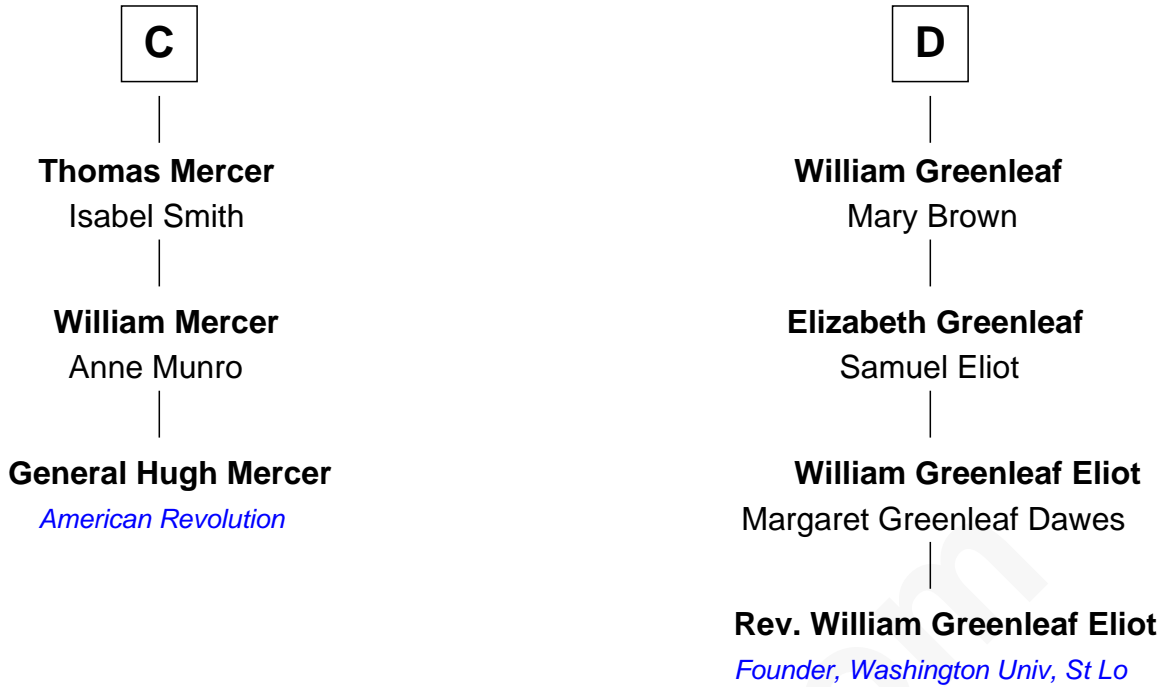 C
Thomas Mercer
Isabel Smith
William Mercer
Anne Munro
General Hugh Mercer
American Revolution
D
William Greenleaf
Mary Brown
Elizabeth Greenleaf
Samuel Eliot
William Greenleaf Eliot
Margaret Greenleaf Dawes
Rev. William Greenleaf Eliot
Founder, Washington Univ, St Lo